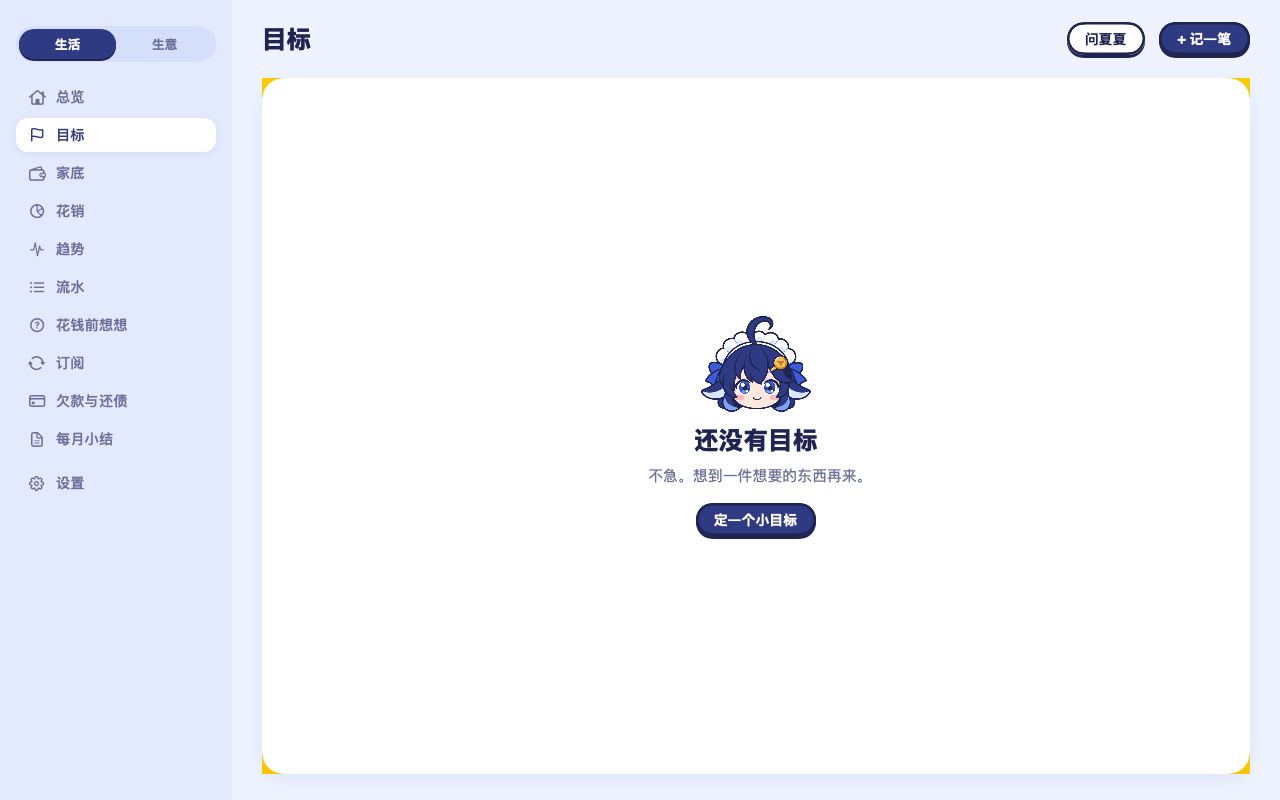 生活 生意
总览
目标
家底
花销
趋势
流水
花钱前想想
订阅
欠款与还债
每月小结
设置
目标
问夏夏
+ 记一笔
还没有目标
不急。想到一件想要的东西再来。
定一个小目标